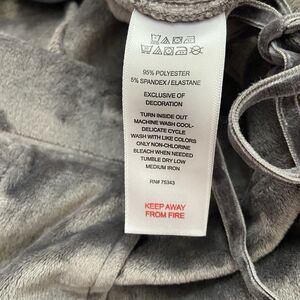 95% POLYESTER
5% SPANDEX / ELASTANE
EXCLUSIVE OF
DECORATION
TURN INSIDE OUT
MACHINE WASH COOL-
DELICATE CYCLE
WASH WITH LIKE COLORS
ONLY NON-CHLORINE
BLEACH WHEN NEEDED
TUMBLE DRY LOW
MEDIUM IRON
RN# 75343
KEEP AWAY
FROM FIRE